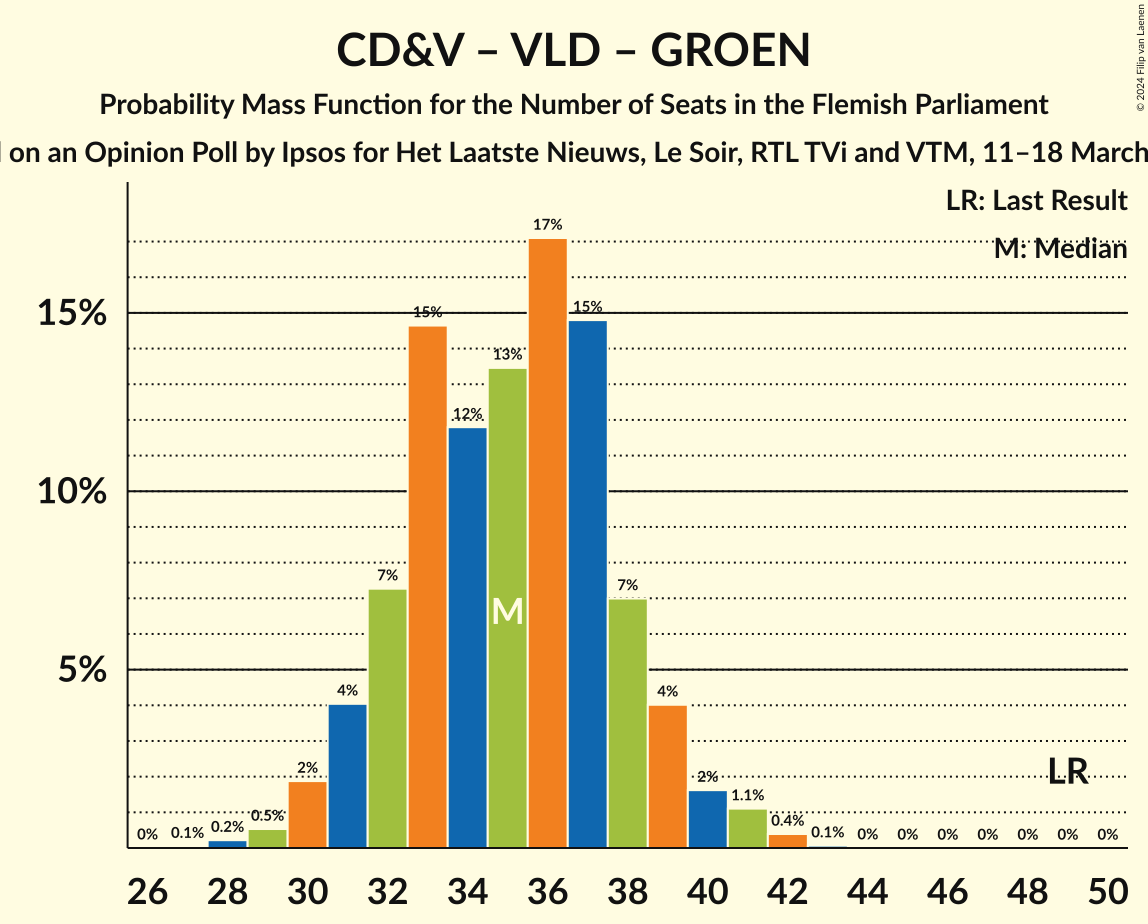 CD&V – VLD – GROEN
Probability Mass Function for the Number of Seats in the Flemish Parliament
on an Opinion Poll by Ipsos for Het Laatste Nieuws, Le Soir, RTL TVi and VTM, 11–18 March
© 2024 Filip van Laenen
LR: Last Result
M: Median
15%
10%
5%
0% 0.1% 0.2% 0.5% 2% 4% 7% 15% 12% 13% 17% 15% 7% 4% 2% 1.1% 0.4% 0.1% 0% 0% 0% 0% 0% 0% 0%
M
LR
26 28 30 32 34 36 38 40 42 44 46 48 50